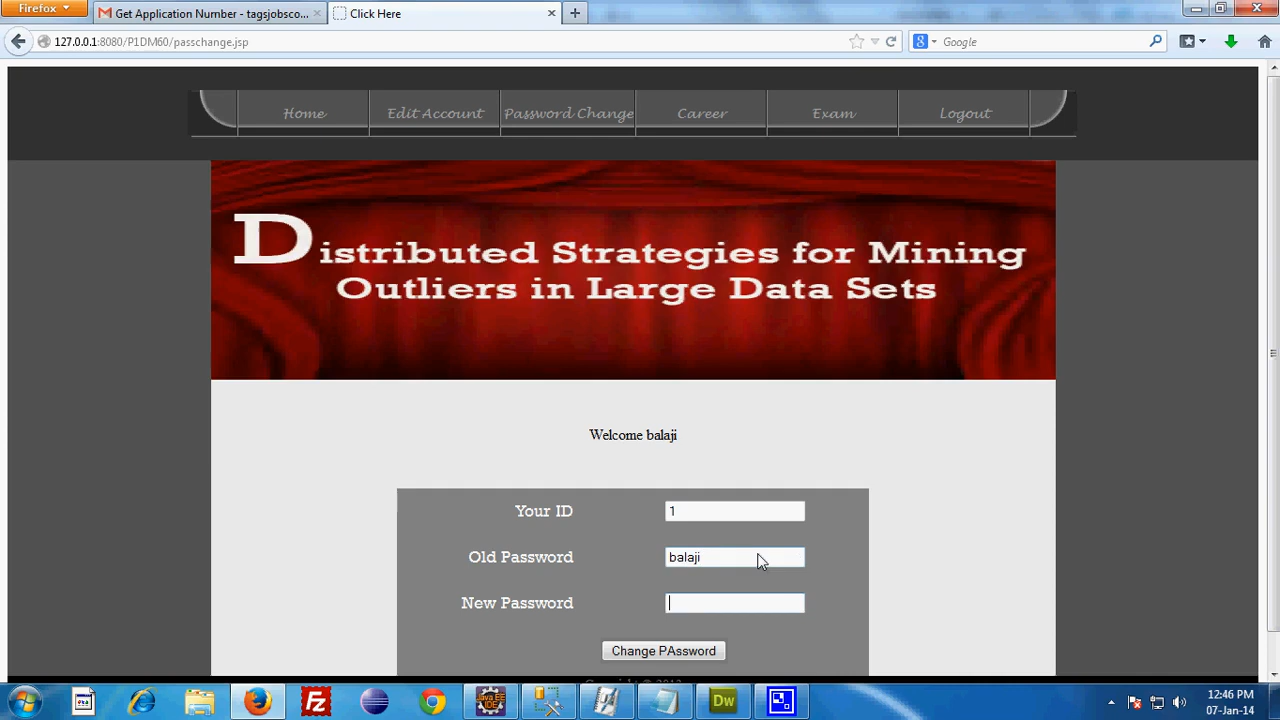 Firefox
Get Application Number - tagsjobsco...
Click Here
127.0.0.1:8080/P1DM60/passchange.jsp
Google
Home
Edit Account
Password Change
Career
Exam
Logout
Distributed Strategies for Mining
Outliers in Large Data Sets
Welcome balaji
Your ID
1
Old Password
balaji
New Password
Change PAssword
12:46 PM
07-Jan-14
Dw